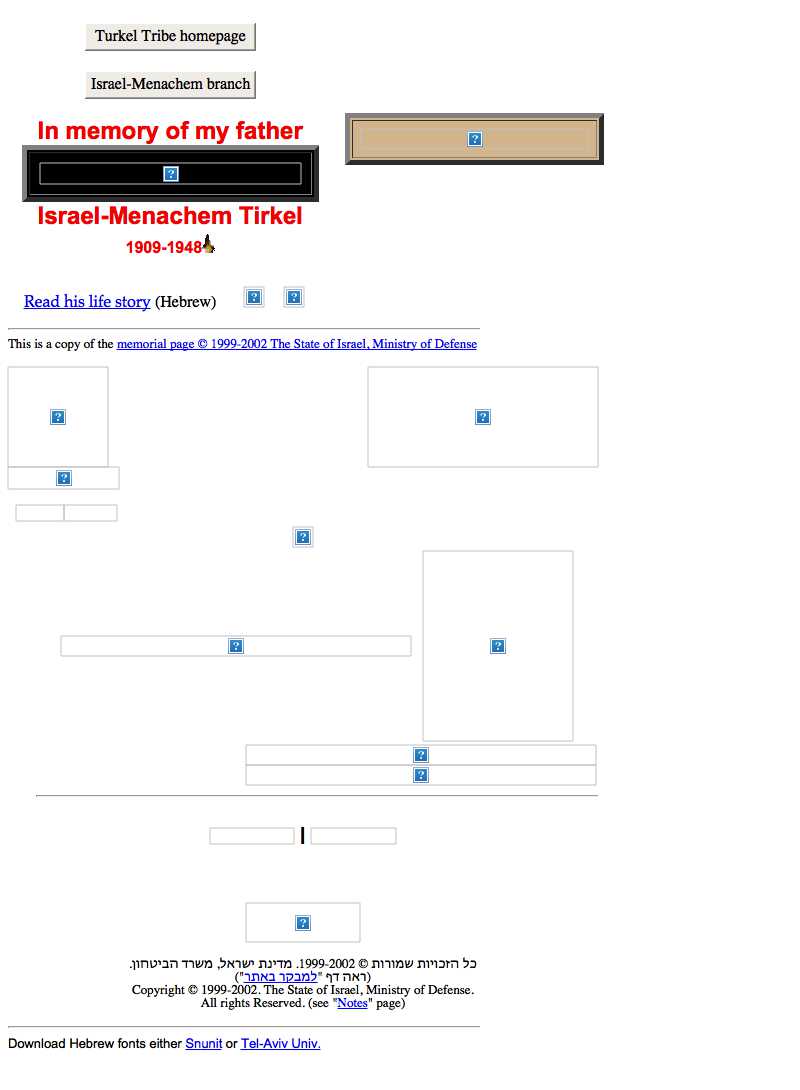 Turkel Tribe homepage
Israel-Menachem branch
In memory of my father
Israel-Menachem Tirkel
1909-1948
Read his life story (Hebrew)
This is a copy of the memorial page © 1999-2002 The State of Israel, Ministry of Defense
|
כל הזכויות שמורות © 1999-2002. מדינת ישראל, משרד הביטחון.
(ראה דף "למבקר באתר")
Copyright © 1999-2002. The State of Israel, Ministry of Defense.
All rights Reserved. (see "Notes" page)
Download Hebrew fonts either Snunit or Tel-Aviv Univ.